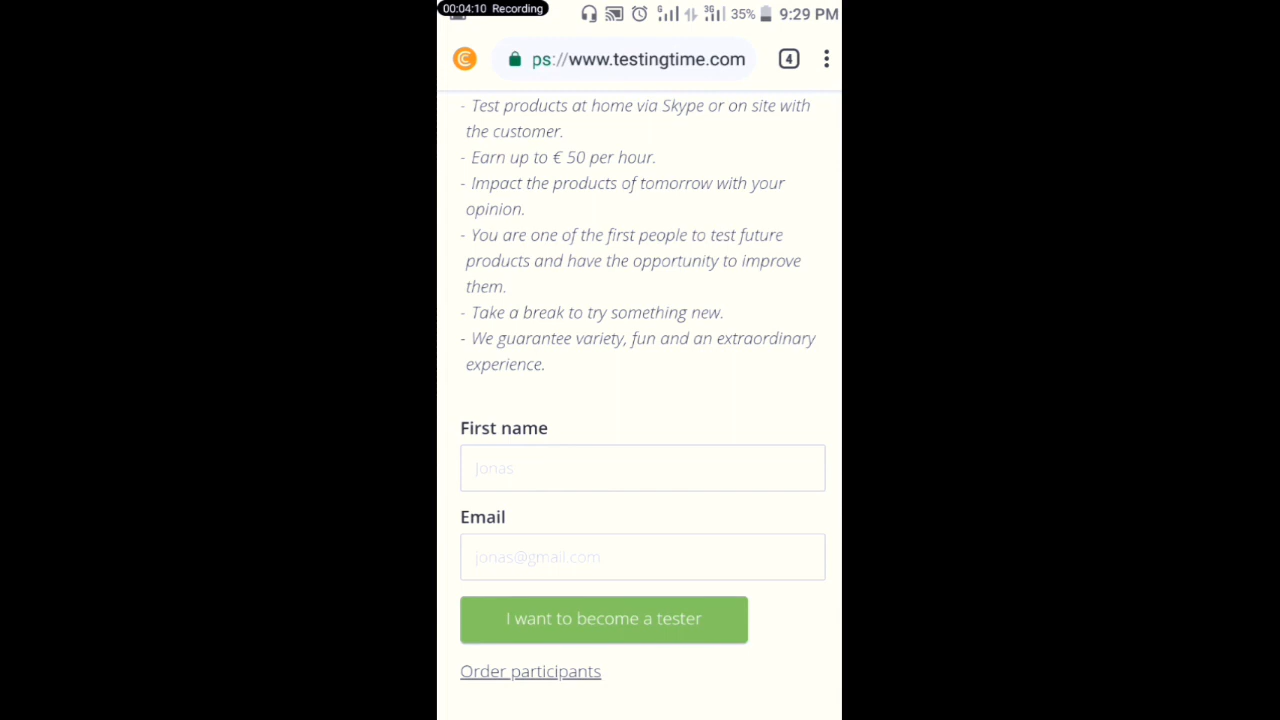 00:04:10 Recording
G 3G 35% 9:29 PM
ps://www.testingtime.com 4
- Test products at home via Skype or on site with
the customer.
- Earn up to € 50 per hour.
- Impact the products of tomorrow with your
opinion.
- You are one of the first people to test future
products and have the opportunity to improve
them.
- Take a break to try something new.
- We guarantee variety, fun and an extraordinary
experience.
First name
Jonas
Email
jonas@gmail.com
I want to become a tester
Order participants